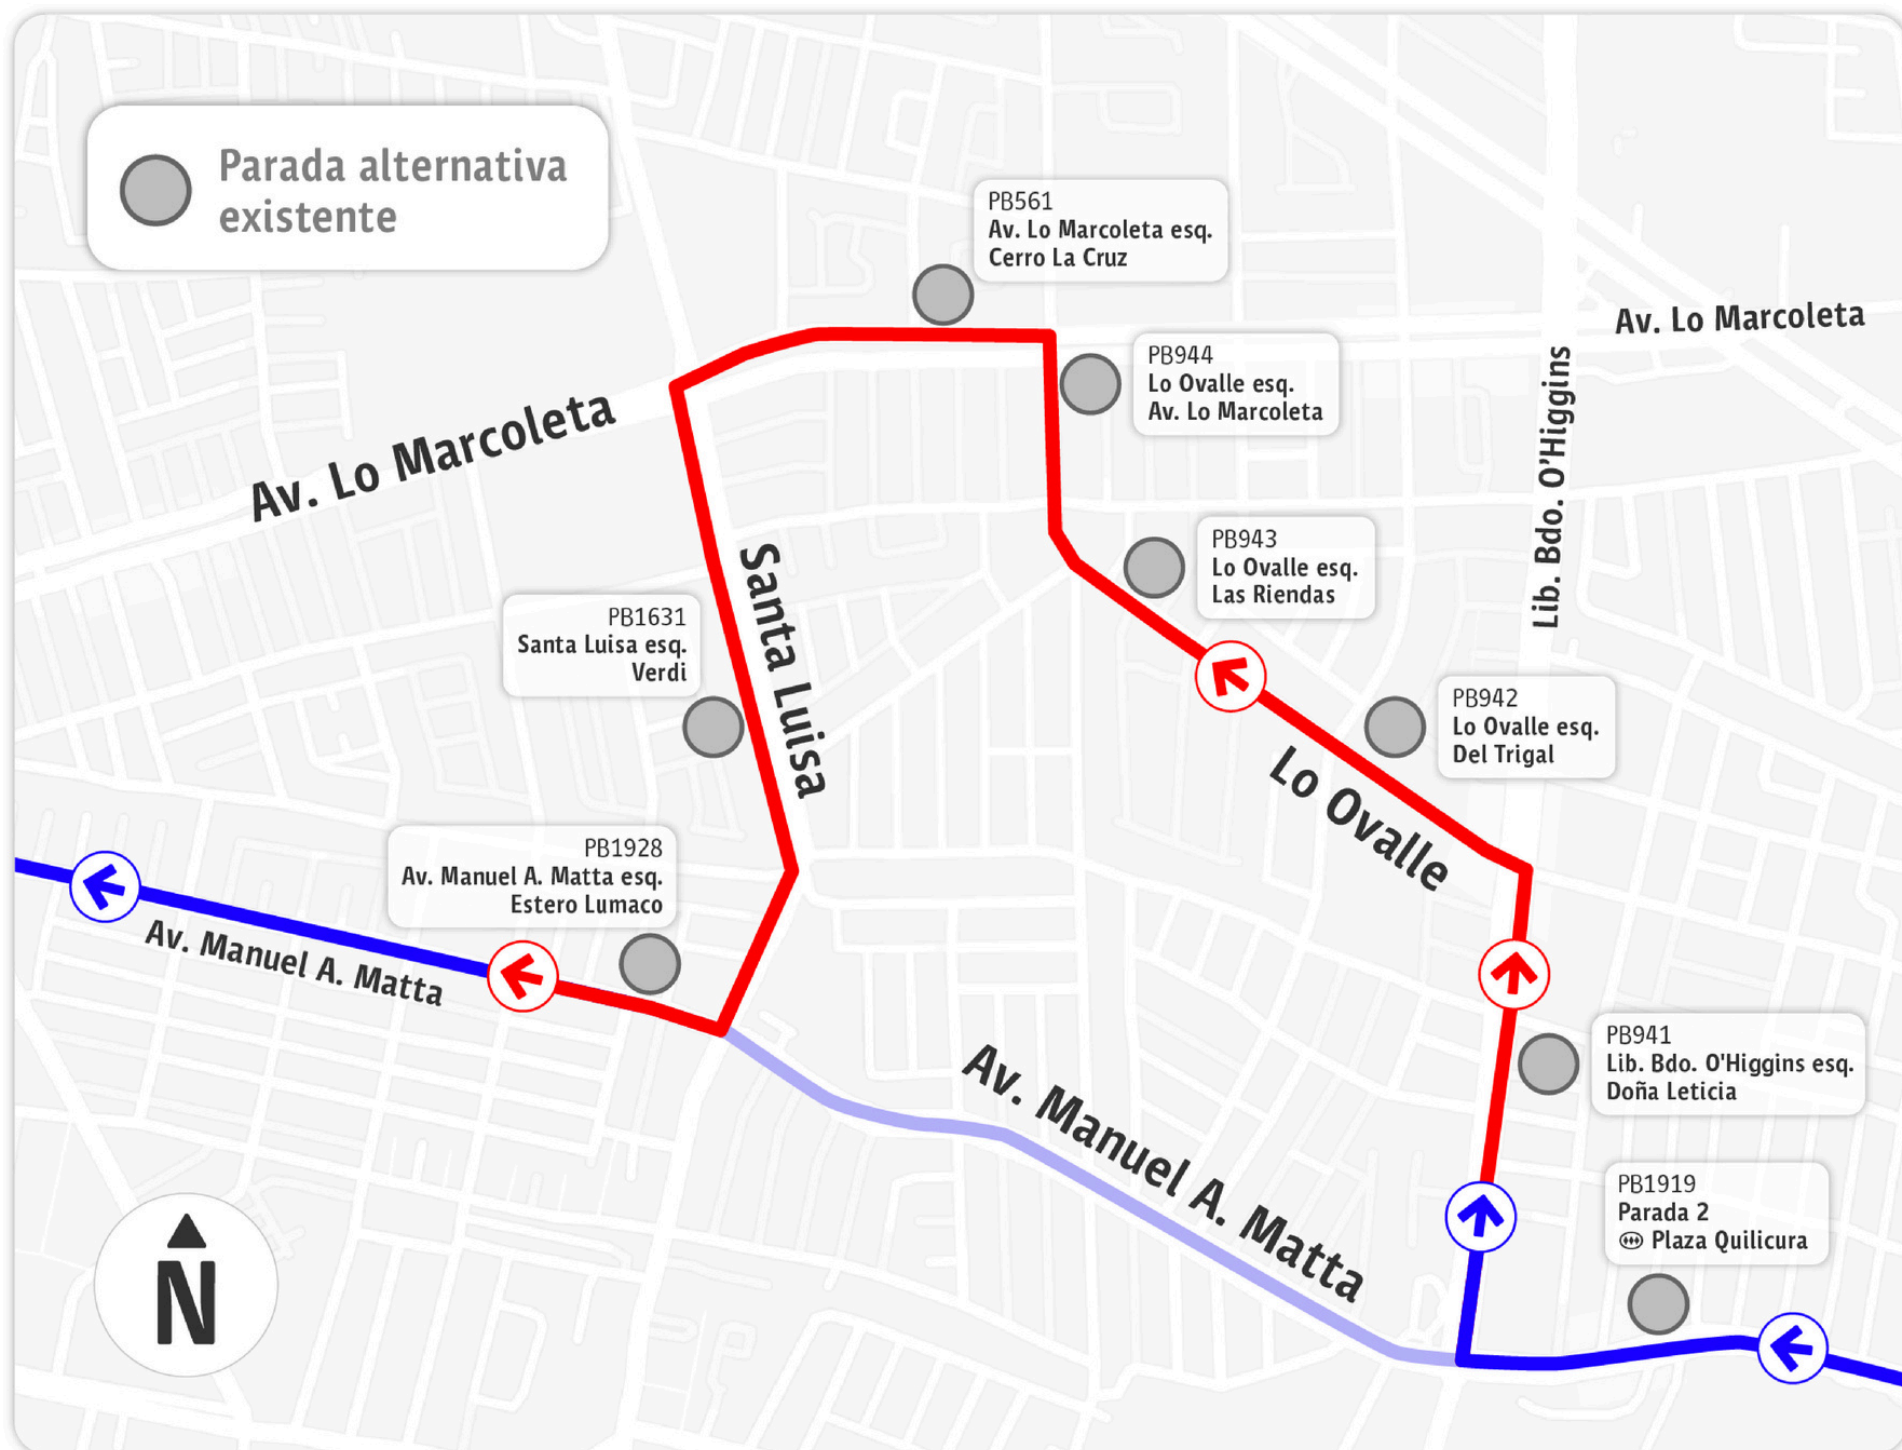 Parada alternativa
existente
PB561
Av. Lo Marcoleta esq.
Cerro La Cruz
Av. Lo Marcoleta
PB944
Lo Ovalle esq.
Av. Lo Marcoleta
Av. Lo Marcoleta
Lib. Bdo. O'Higgins
PB943
Lo Ovalle esq.
Las Riendas
Santa Luisa
PB1631
Santa Luisa esq.
Verdi
PB942
Lo Ovalle esq.
Del Trigal
Lo Ovalle
PB1928
Av. Manuel A. Matta esq.
Estero Lumaco
Av. Manuel A. Matta
PB941
Lib. Bdo. O'Higgins esq.
Doña Leticia
Av. Manuel A. Matta
PB1919
Parada 2
Plaza Quilicura
N